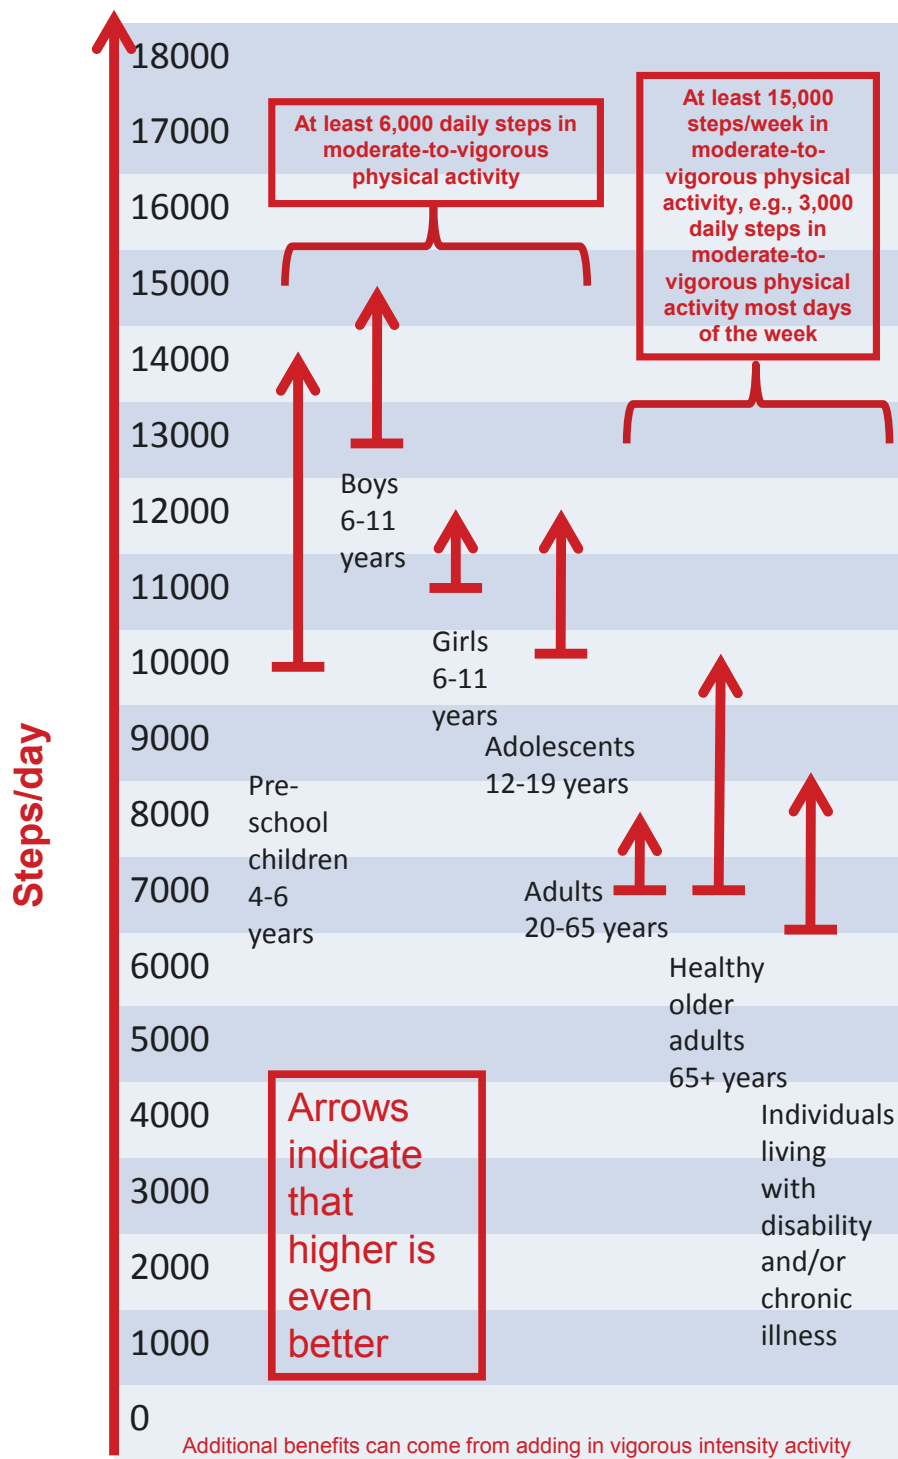 18000
17000
16000
15000
14000
13000
12000
11000
10000
9000
8000
7000
6000
5000
4000
3000
2000
1000
0
Steps/day
At least 6,000 daily steps in
moderate-to-vigorous
physical activity
At least 15,000
steps/week in
moderate-to-
vigorous physical
activity, e.g., 3,000
daily steps in
moderate-to-
vigorous physical
activity most days
of the week
Boys
6-11
years
Girls
6-11
years
Adolescents
12-19 years
Pre-
school
children
4-6
years
Adults
20-65 years
Healthy
older
adults
65+ years
Individuals
living
with
disability
and/or
chronic
illness
Arrows
indicate
that
higher is
even
better
Additional benefits can come from adding in vigorous intensity activity